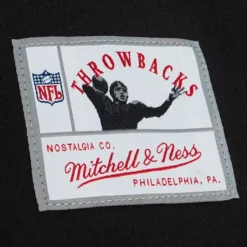 THROWBACKS
NFL
NOSTALGIA CO.
Mitchell & Ness
PHILADELPHIA, PA.